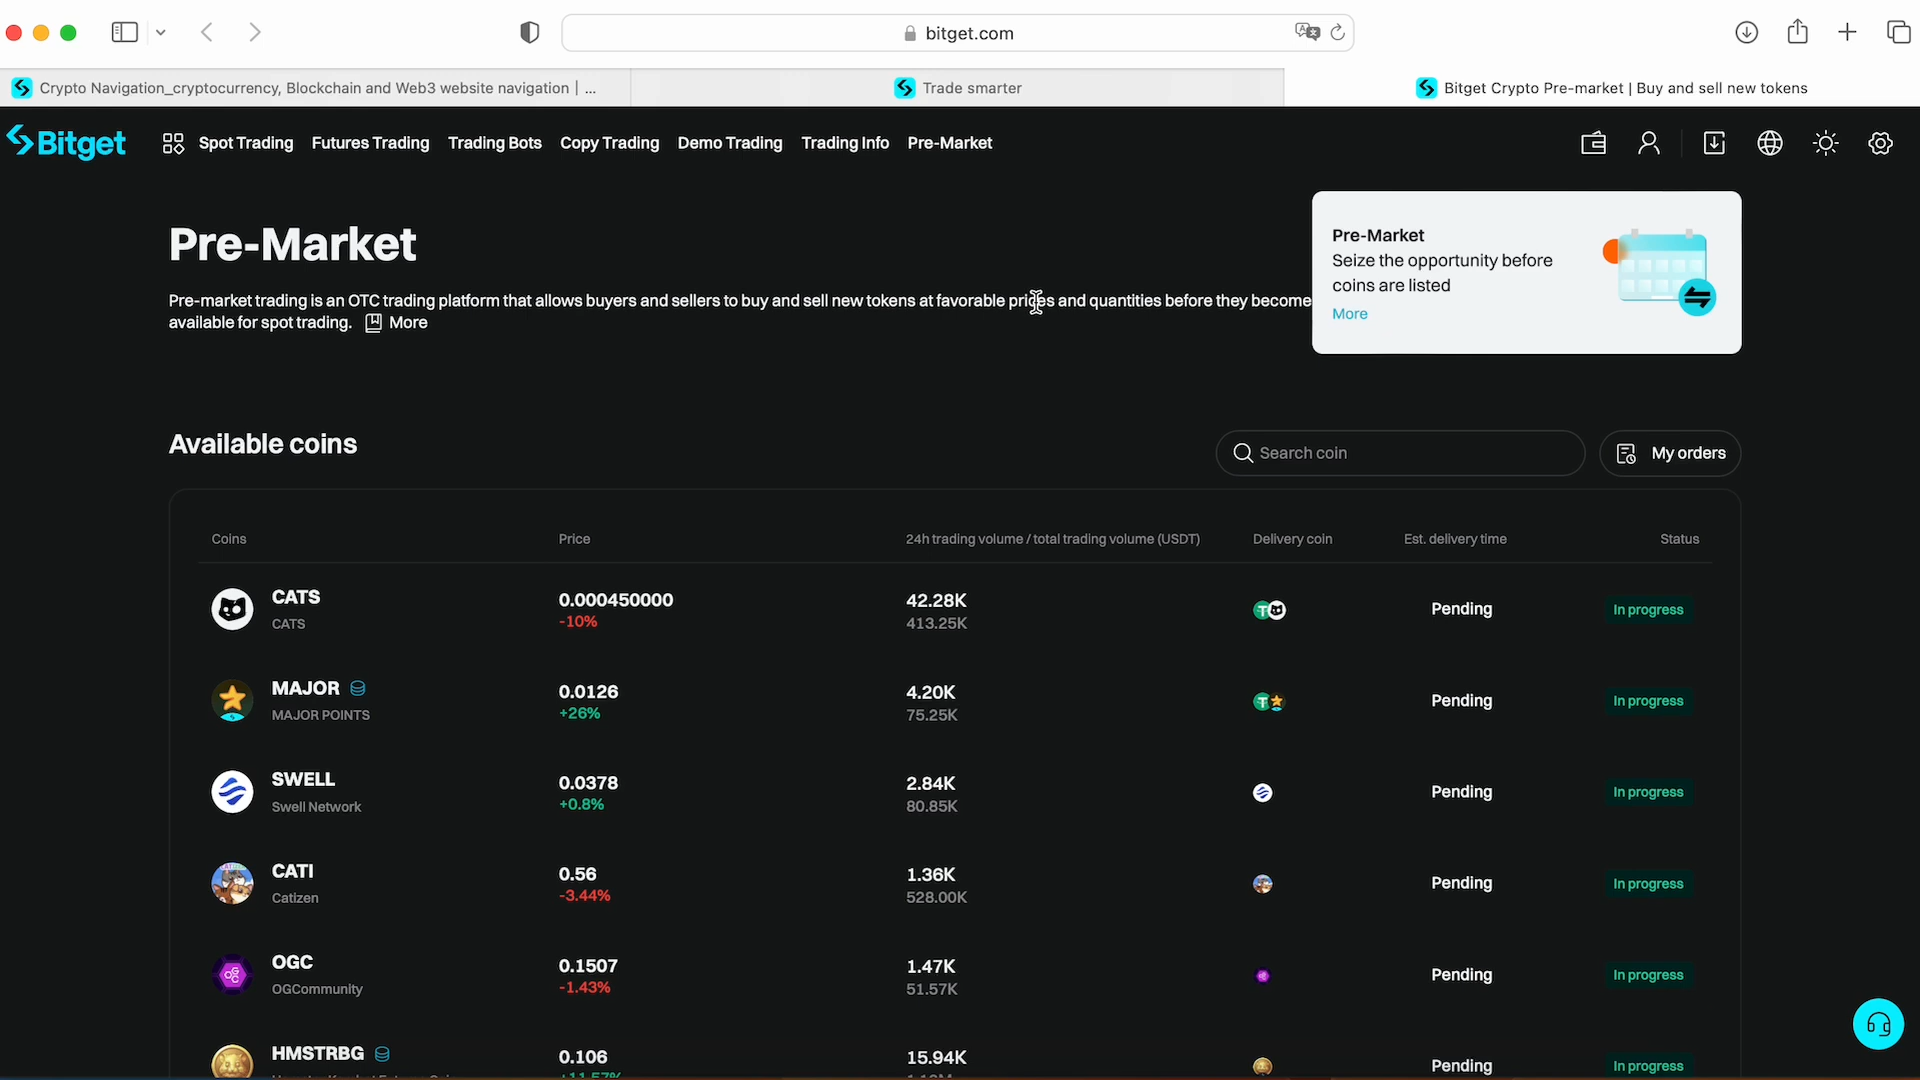 bitget.com
Crypto Navigation_cryptocurrency, Blockchain and Web3 website navigation | ...
Trade smarter
Bitget Crypto Pre-market | Buy and sell new tokens
Bitget
Spot Trading
Futures Trading
Trading Bots
Copy Trading
Demo Trading
Trading Info
Pre-Market
Pre-Market
Pre-market trading is an OTC trading platform that allows buyers and sellers to buy and sell new tokens at favorable prices and quantities before they become
available for spot trading. More
Pre-Market
Seize the opportunity before
coins are listed
More
Available coins
Search coin
My orders
Coins
Price
24h trading volume / total trading volume (USDT)
Delivery coin
Est. delivery time
Status
CATS
CATS
0.000450000
-10%
42.28K
413.25K
Pending
In progress
MAJOR
MAJOR POINTS
0.0126
+26%
4.20K
75.25K
Pending
In progress
SWELL
Swell Network
0.0378
+0.8%
2.84K
80.85K
Pending
In progress
CATI
Catizen
0.56
-3.44%
1.36K
528.00K
Pending
In progress
OGC
OGCommunity
0.1507
-1.43%
1.47K
51.57K
Pending
In progress
HMSTRBG
0.106
+11.57%
15.94K
Pending
In progress